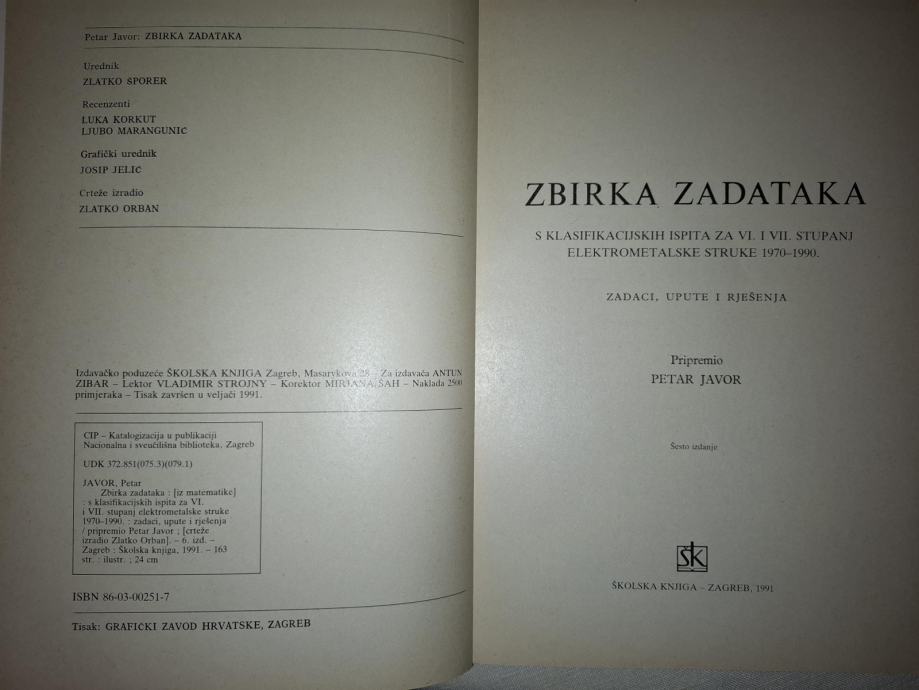 Petar Javor: ZBIRKA ZADATAKA
Urednik
ZLATKO ŠPORER
Recenzenti
LUKA KORKUT
LJUBO MARANGUNIĆ
Grafički urednik
JOSIP JELIĆ
Crteže izradio
ZLATKO ORBAN
Izdavačko poduzeće ŠKOLSKA KNJIGA Zagreb, Masarykova 28 – Za izdavača ANTUN
ŽIBAR – Lektor VLADIMIR STROJNY – Korektor MIRJANA ŠAH – Naklada 2500
primjeraka – Tisak završen u veljači 1991.
CIP – Katalogizacija u publikaciji
Nacionalna i sveučilišna biblioteka, Zagreb
UDK 372.851(075.3)(079.1)
JAVOR, Petar
Zbirka zadataka : [iz matematike]
: s klasifikacijskih ispita za VI.
i VII. stupanj elektrometalske struke
1970–1990. : zadaci, upute i rješenja
/ pripremio Petar Javor ; [crteže
izradio Zlatko Orban]. – 6. izd. –
Zagreb : Školska knjiga, 1991. – 163
str. : ilustr. ; 24 cm
ISBN 86-03-00251-7
Tisak: GRAFIČKI ZAVOD HRVATSKE, ZAGREB
ZBIRKA ZADATAKA
S KLASIFIKACIJSKIH ISPITA ZA VI. I VII. STUPANJ
ELEKTROMETALSKE STRUKE 1970–1990.
ZADACI, UPUTE I RJEŠENJA
Pripremio
PETAR JAVOR
Šesto izdanje
šk
ŠKOLSKA KNJIGA – ZAGREB, 1991